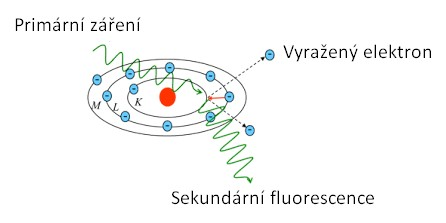 Primární záření
Vyražený elektron
M L K
Sekundární fluorescence